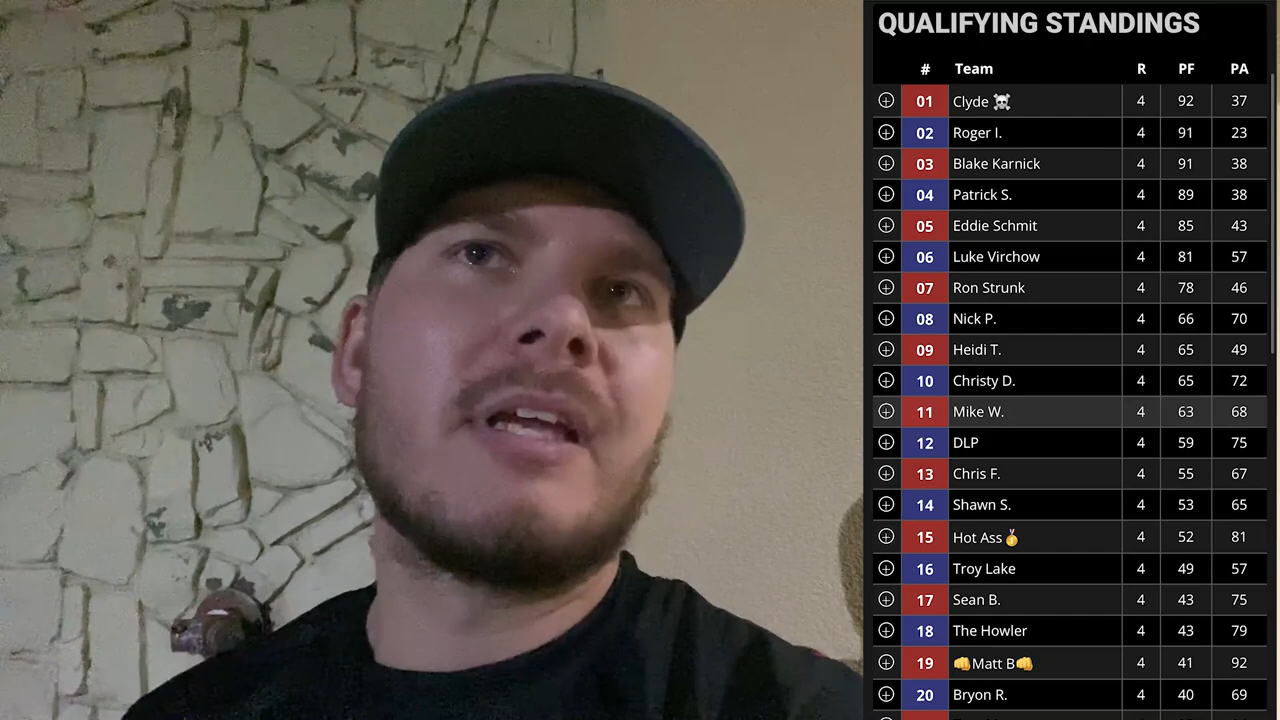 QUALIFYING STANDINGS
# Team R PF PA
01 Clyde ☠️ 4 92 37
02 Roger I. 4 91 23
03 Blake Karnick 4 91 38
04 Patrick S. 4 89 38
05 Eddie Schmit 4 85 43
06 Luke Virchow 4 81 57
07 Ron Strunk 4 78 46
08 Nick P. 4 66 70
09 Heidi T. 4 65 49
10 Christy D. 4 65 72
11 Mike W. 4 63 68
12 DLP 4 59 75
13 Chris F. 4 55 67
14 Shawn S. 4 53 65
15 Hot Ass🥇 4 52 81
16 Troy Lake 4 49 57
17 Sean B. 4 43 75
18 The Howler 4 43 79
19 👊Matt B👊 4 41 92
20 Bryon R. 4 40 69